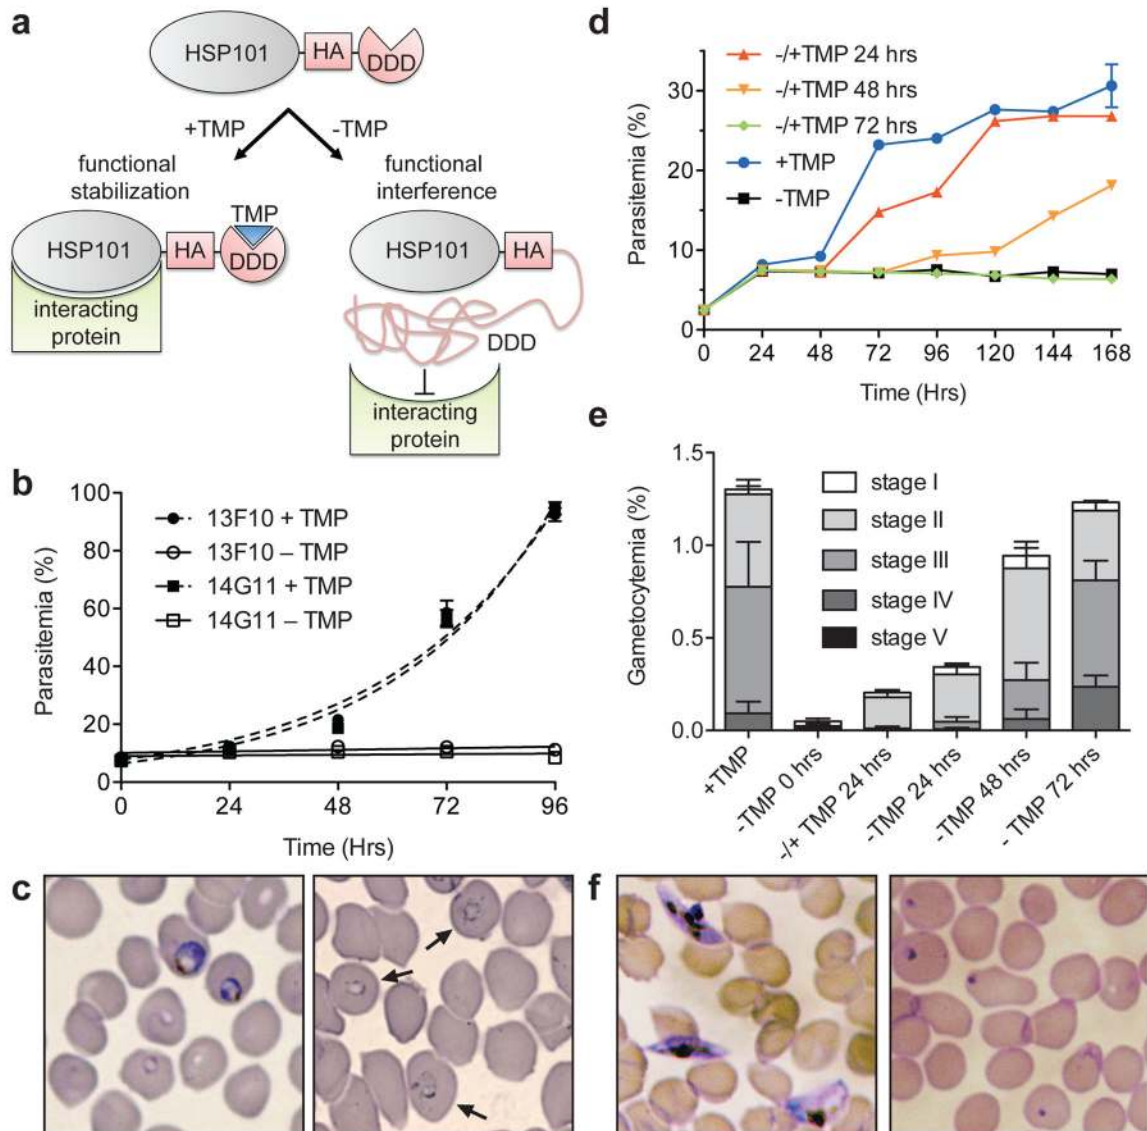 a
HSP101
HA
DDD
+TMP
-TMP
functional
stabilization
functional
interference
TMP
HSP101
HA
DDD
interacting
protein
HSP101
HA
DDD
interacting
protein
b
Parasitemia (%)
100
80
60
40
20
0
13F10 + TMP
13F10 – TMP
14G11 + TMP
14G11 – TMP
0 24 48 72 96
Time (Hrs)
c
d
Parasitemia (%)
30
20
10
0
-/+TMP 24 hrs
-/+TMP 48 hrs
-/+TMP 72 hrs
+TMP
-TMP
0 24 48 72 96 120 144 168
Time (Hrs)
e
Gametocytemia (%)
1.5
1.0
0.5
0.0
stage I
stage II
stage III
stage IV
stage V
+TMP
-TMP 0 hrs
-/+ TMP 24 hrs
-TMP 24 hrs
-TMP 48 hrs
- TMP 72 hrs
f